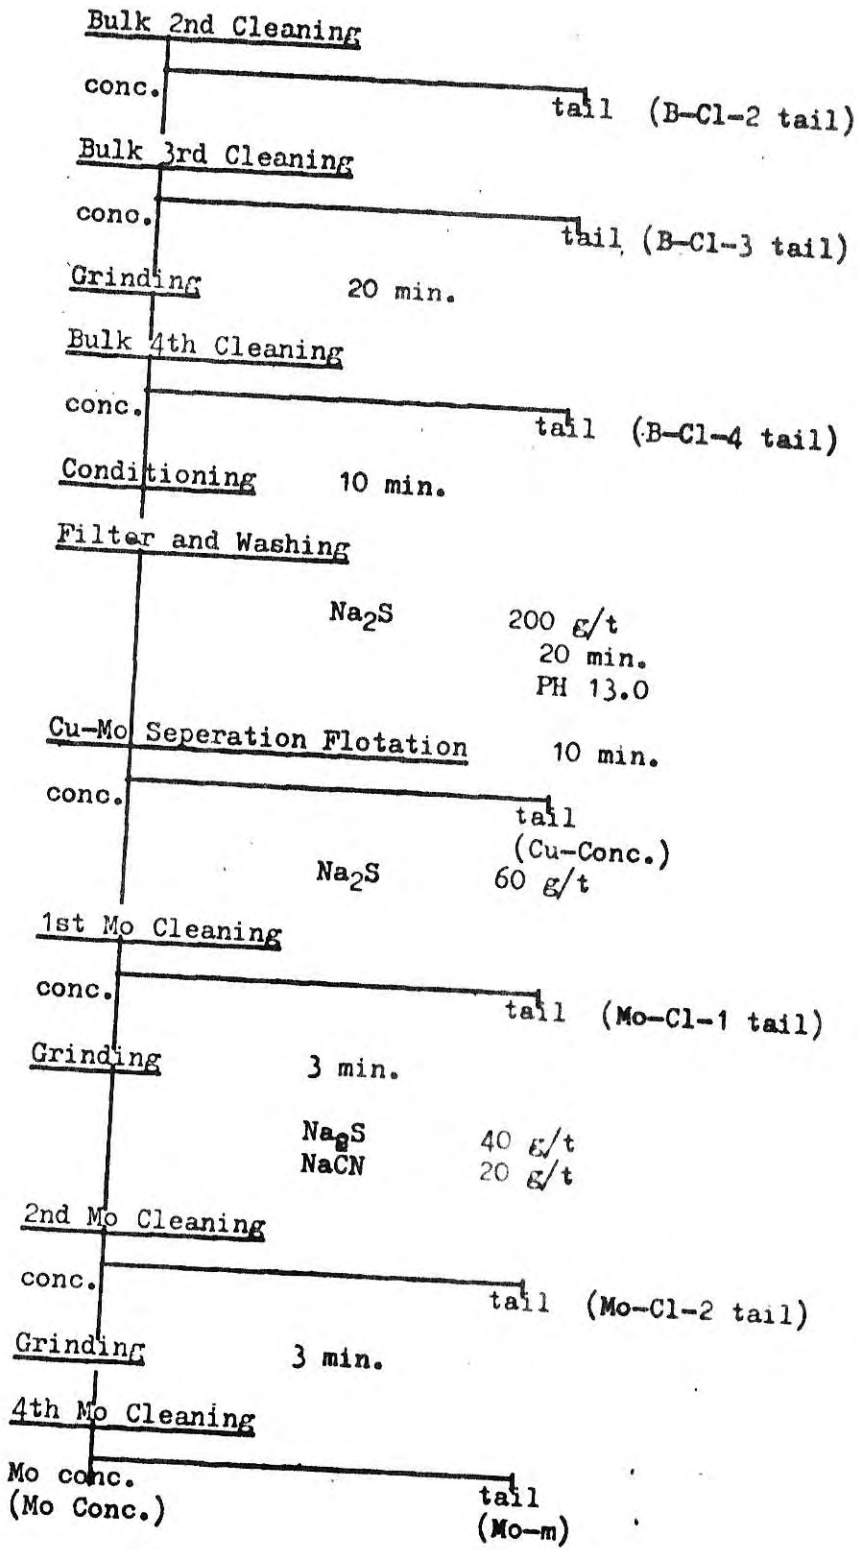 Bulk 2nd Cleaning
conc.
tail (B-Cl-2 tail)
Bulk 3rd Cleaning
conc.
tail (B-Cl-3 tail)
Grinding 20 min.
Bulk 4th Cleaning
conc.
tail (B-Cl-4 tail)
Conditioning 10 min.
Filter and Washing
Na2S 200 g/t
20 min.
PH 13.0
Cu-Mo Seperation Flotation 10 min.
conc.
tail
(Cu-Conc.)
Na2S 60 g/t
1st Mo Cleaning
conc.
tail (Mo-Cl-1 tail)
Grinding 3 min.
Na2S 40 g/t
NaCN 20 g/t
2nd Mo Cleaning
conc.
tail (Mo-Cl-2 tail)
Grinding 3 min.
4th Mo Cleaning
Mo conc.
(Mo Conc.)
tail
(Mo-m)